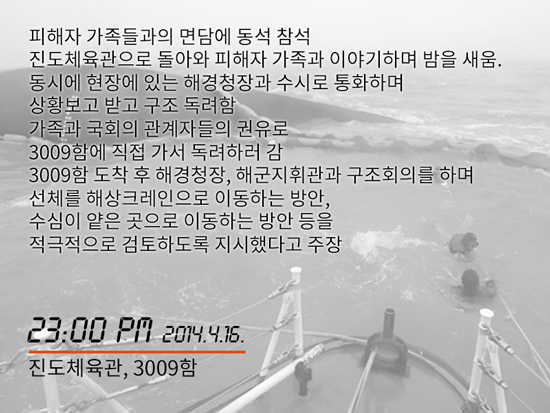 피해자 가족들과의 면담에 동석 참석
진도체육관으로 돌아와 피해자 가족과 이야기하며 밤을 새움.
동시에 현장에 있는 해경청장과 수시로 통화하며
상황보고 받고 구조 독려함
가족과 국회의 관계자들의 권유로
3009함에 직접 가서 독려하러 감
3009함 도착 후 해경청장, 해군지휘관과 구조회의를 하며
선체를 해상크레인으로 이동하는 방안,
수심이 얕은 곳으로 이동하는 방안 등을
적극적으로 검토하도록 지시했다고 주장
23:00 PM 2014.4.16.
진도체육관, 3009함